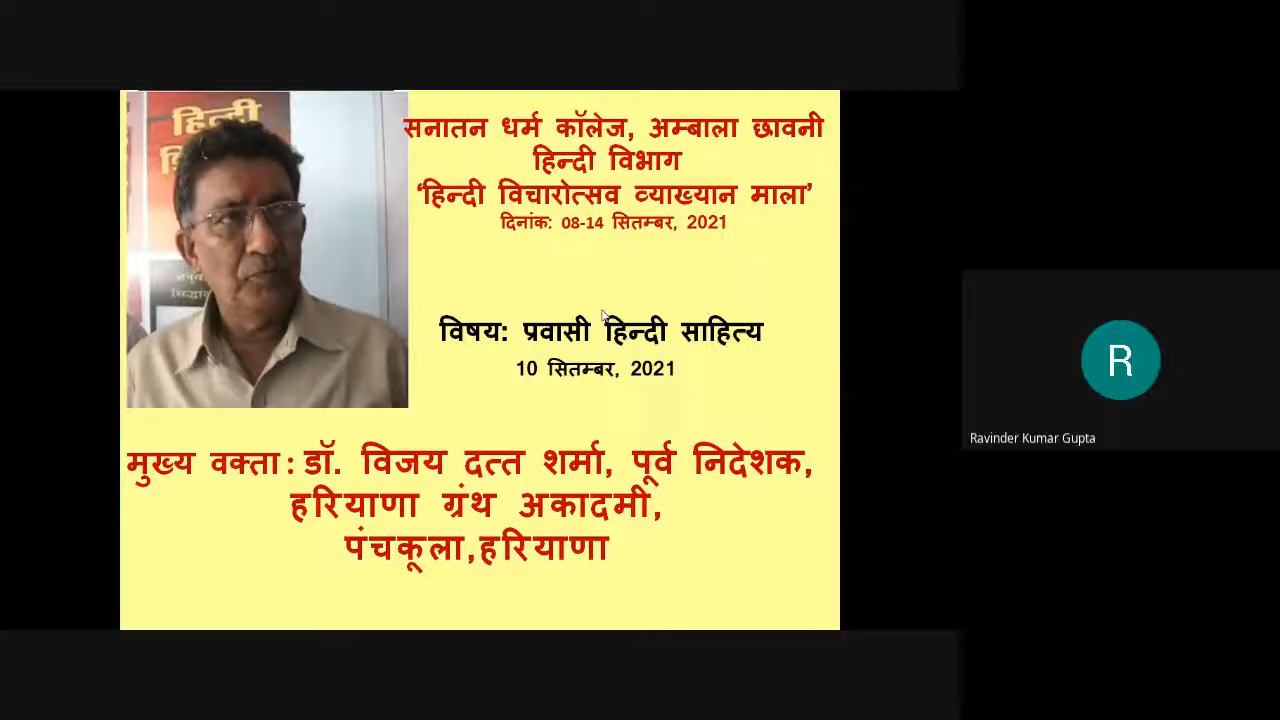 हिन्दी
सनातन धर्म कॉलेज, अम्बाला छावनी
हिन्दी विभाग
‘हिन्दी विचारोत्सव व्याख्यान माला’
दिनांक: 08-14 सितम्बर, 2021
विषय: प्रवासी हिन्दी साहित्य
10 सितम्बर, 2021
मुख्य वक्ता: डॉ. विजय दत्त शर्मा, पूर्व निदेशक,
हरियाणा ग्रंथ अकादमी,
पंचकूला,हरियाणा
R
Ravinder Kumar Gupta